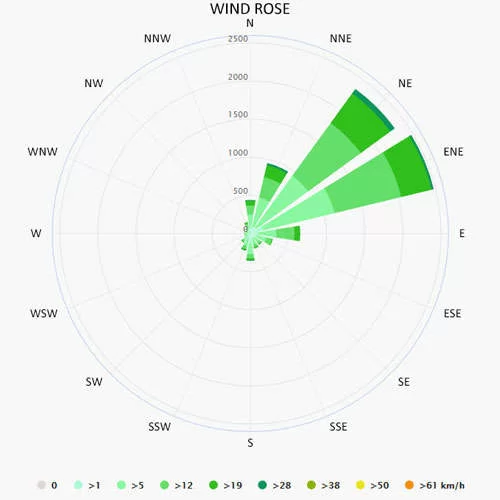 WIND ROSE
N
NNW
NNE
2500
NW
NE
2000
1500
WNW
ENE
1000
500
W
0
E
WSW
ESE
SW
SE
SSW
SSE
S
0 >1 >5 >12 >19 >28 >38 >50 >61 km/h